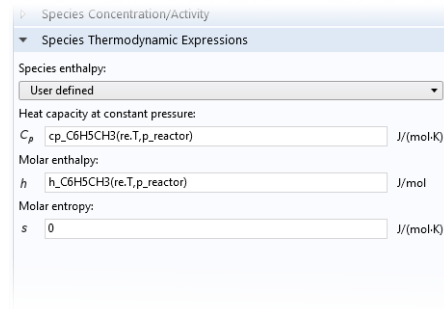 Species Concentration/Activity
Species Thermodynamic Expressions
Species enthalpy:
User defined
Heat capacity at constant pressure:
Cp cp_C6H5CH3(re.T,p_reactor) J/(mol·K)
Molar enthalpy:
h h_C6H5CH3(re.T,p_reactor) J/mol
Molar entropy:
s 0 J/(mol·K)